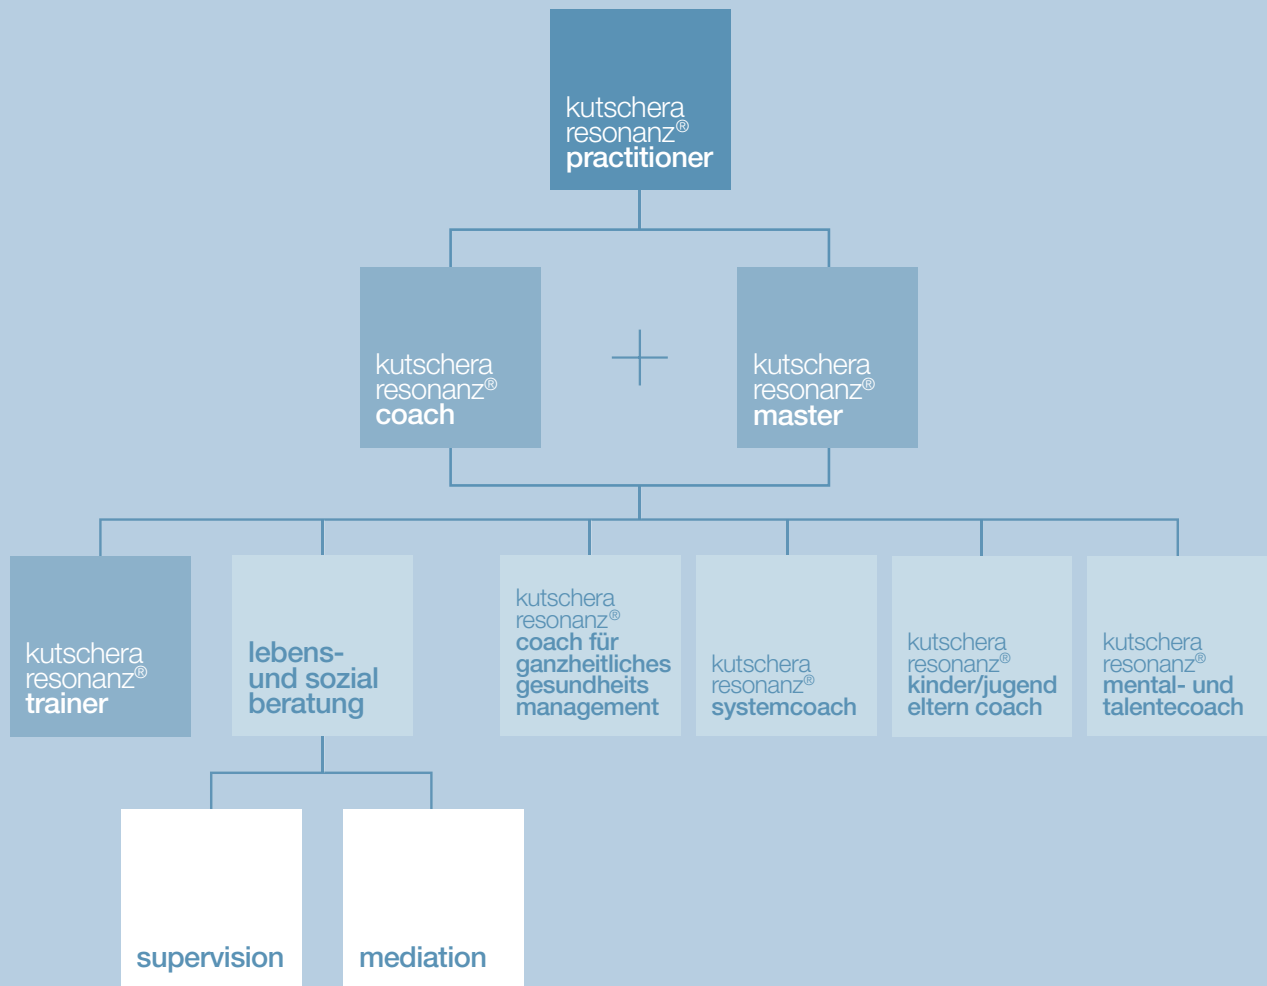 kutschera
resonanz®
practitioner
kutschera
resonanz®
coach
kutschera
resonanz®
master
kutschera
resonanz®
trainer
lebens-
und sozial
beratung
kutschera
resonanz®
coach für
ganzheitliches
gesundheits
management
kutschera
resonanz®
systemcoach
kutschera
resonanz®
kinder/jugend
eltern coach
kutschera
resonanz®
mental- und
talentecoach
supervision
mediation